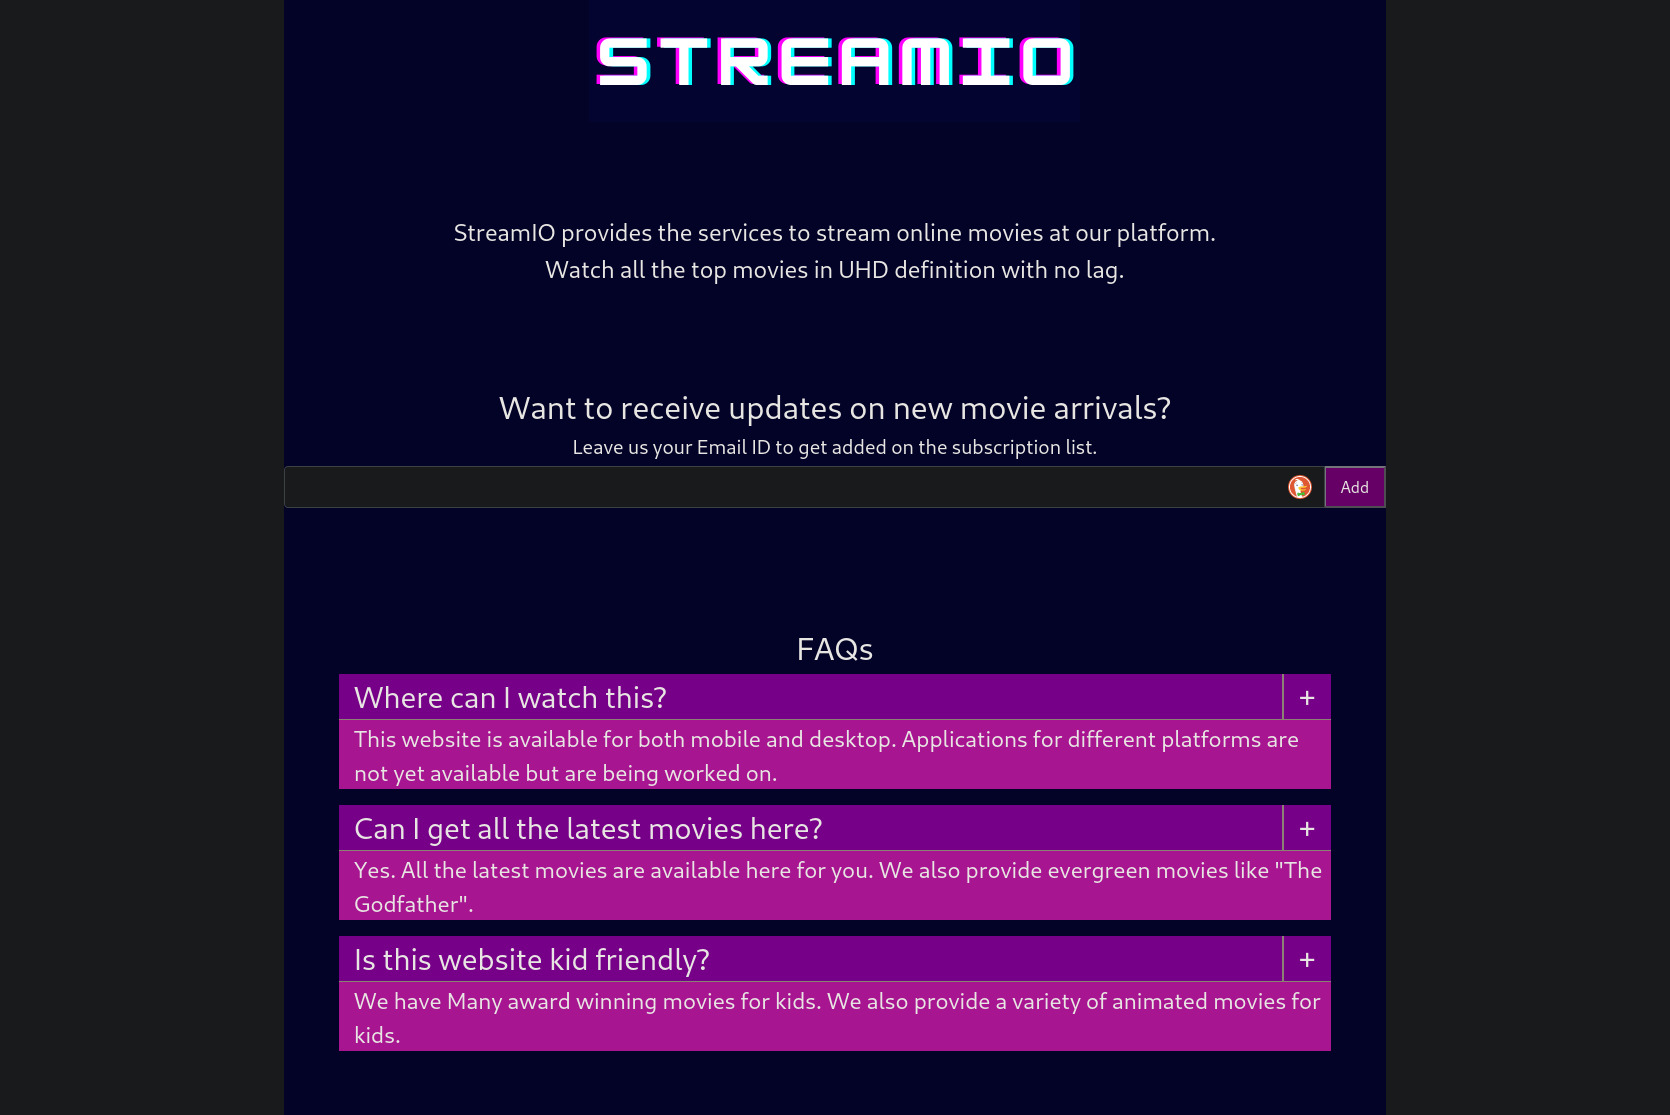 STREAMIO
StreamIO provides the services to stream online movies at our platform.
Watch all the top movies in UHD definition with no lag.
Want to receive updates on new movie arrivals?
Leave us your Email ID to get added on the subscription list.
Add
FAQs
Where can I watch this? +
This website is available for both mobile and desktop. Applications for different platforms are
not yet available but are being worked on.
Can I get all the latest movies here? +
Yes. All the latest movies are available here for you. We also provide evergreen movies like "The
Godfather".
Is this website kid friendly? +
We have Many award winning movies for kids. We also provide a variety of animated movies for
kids.